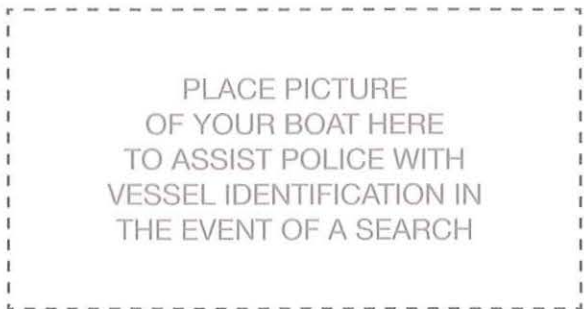 PLACE PICTURE
OF YOUR BOAT HERE
TO ASSIST POLICE WITH
VESSEL IDENTIFICATION IN
THE EVENT OF A SEARCH